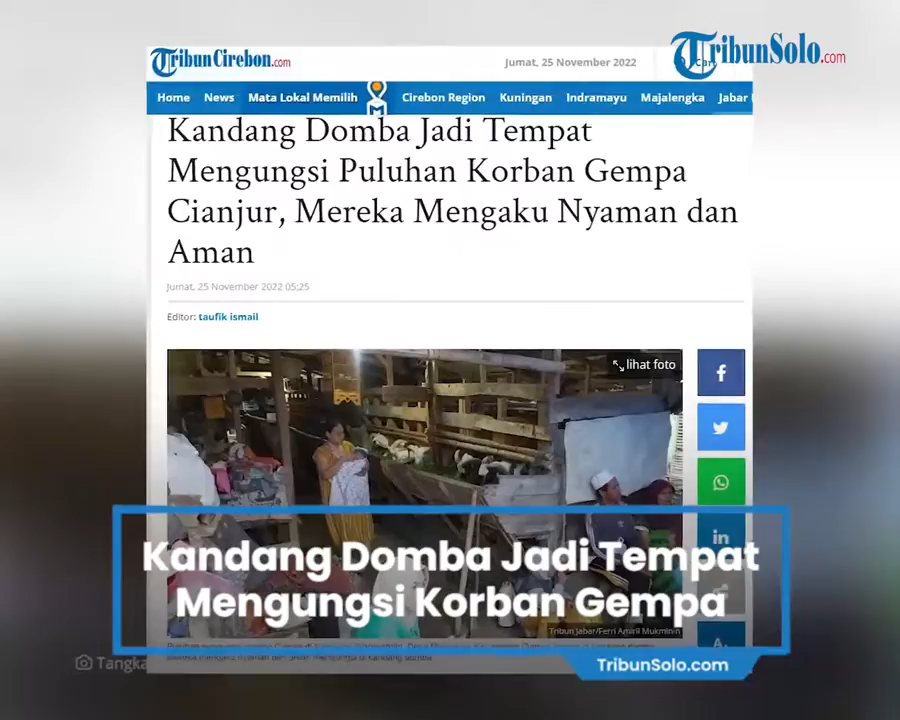 TribunCirebon.com
Jumat, 25 November 2022
TribunSolo.com
Home News Mata Lokal Memilih Cirebon Region Kuningan Indramayu Majalengka Jabar
Kandang Domba Jadi Tempat
Mengungsi Puluhan Korban Gempa
Cianjur, Mereka Mengaku Nyaman dan
Aman
Jumat, 25 November 2022 05:25
Editor: taufik ismail
lihat foto
Kandang Domba Jadi Tempat
Mengungsi Korban Gempa
Tribun Jabar/Ferri Amiril Mukminin
Tangka
TribunSolo.com